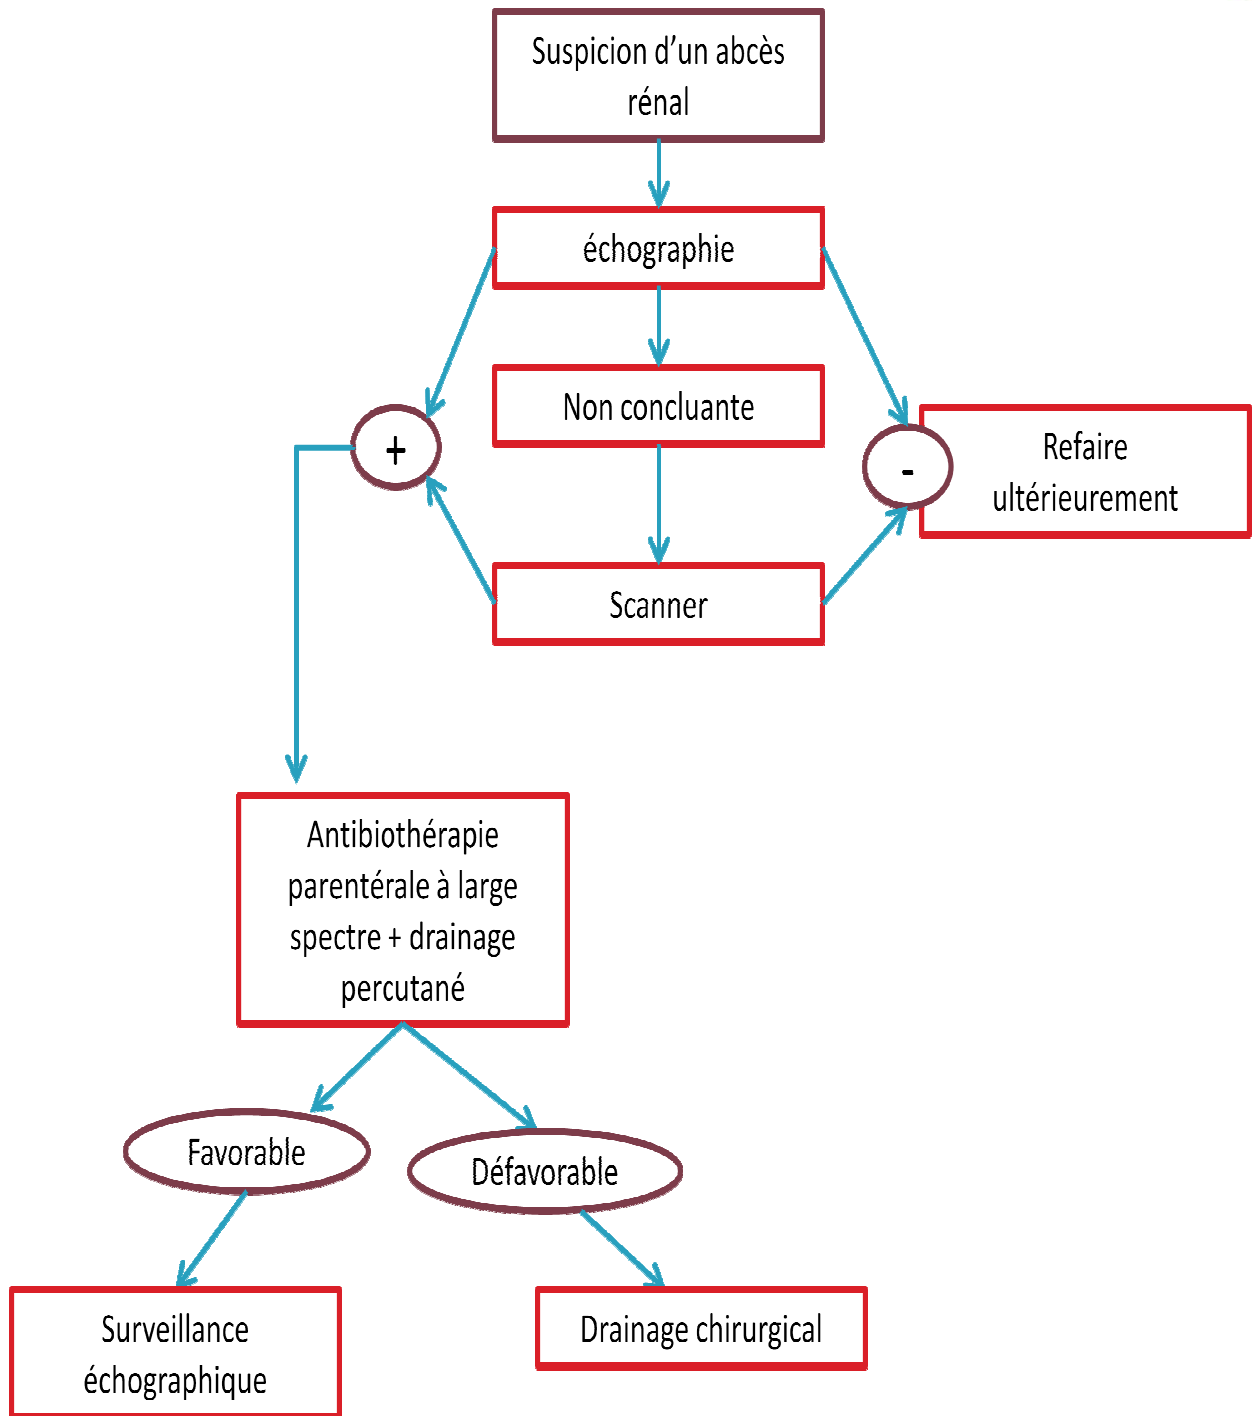 Suspicion d’un abcès
rénal
échographie
Non concluante
+
-
Refaire
ultérieurement
Scanner
Antibiothérapie
parentérale à large
spectre + drainage
percutané
Favorable
Défavorable
Surveillance
échographique
Drainage chirurgical